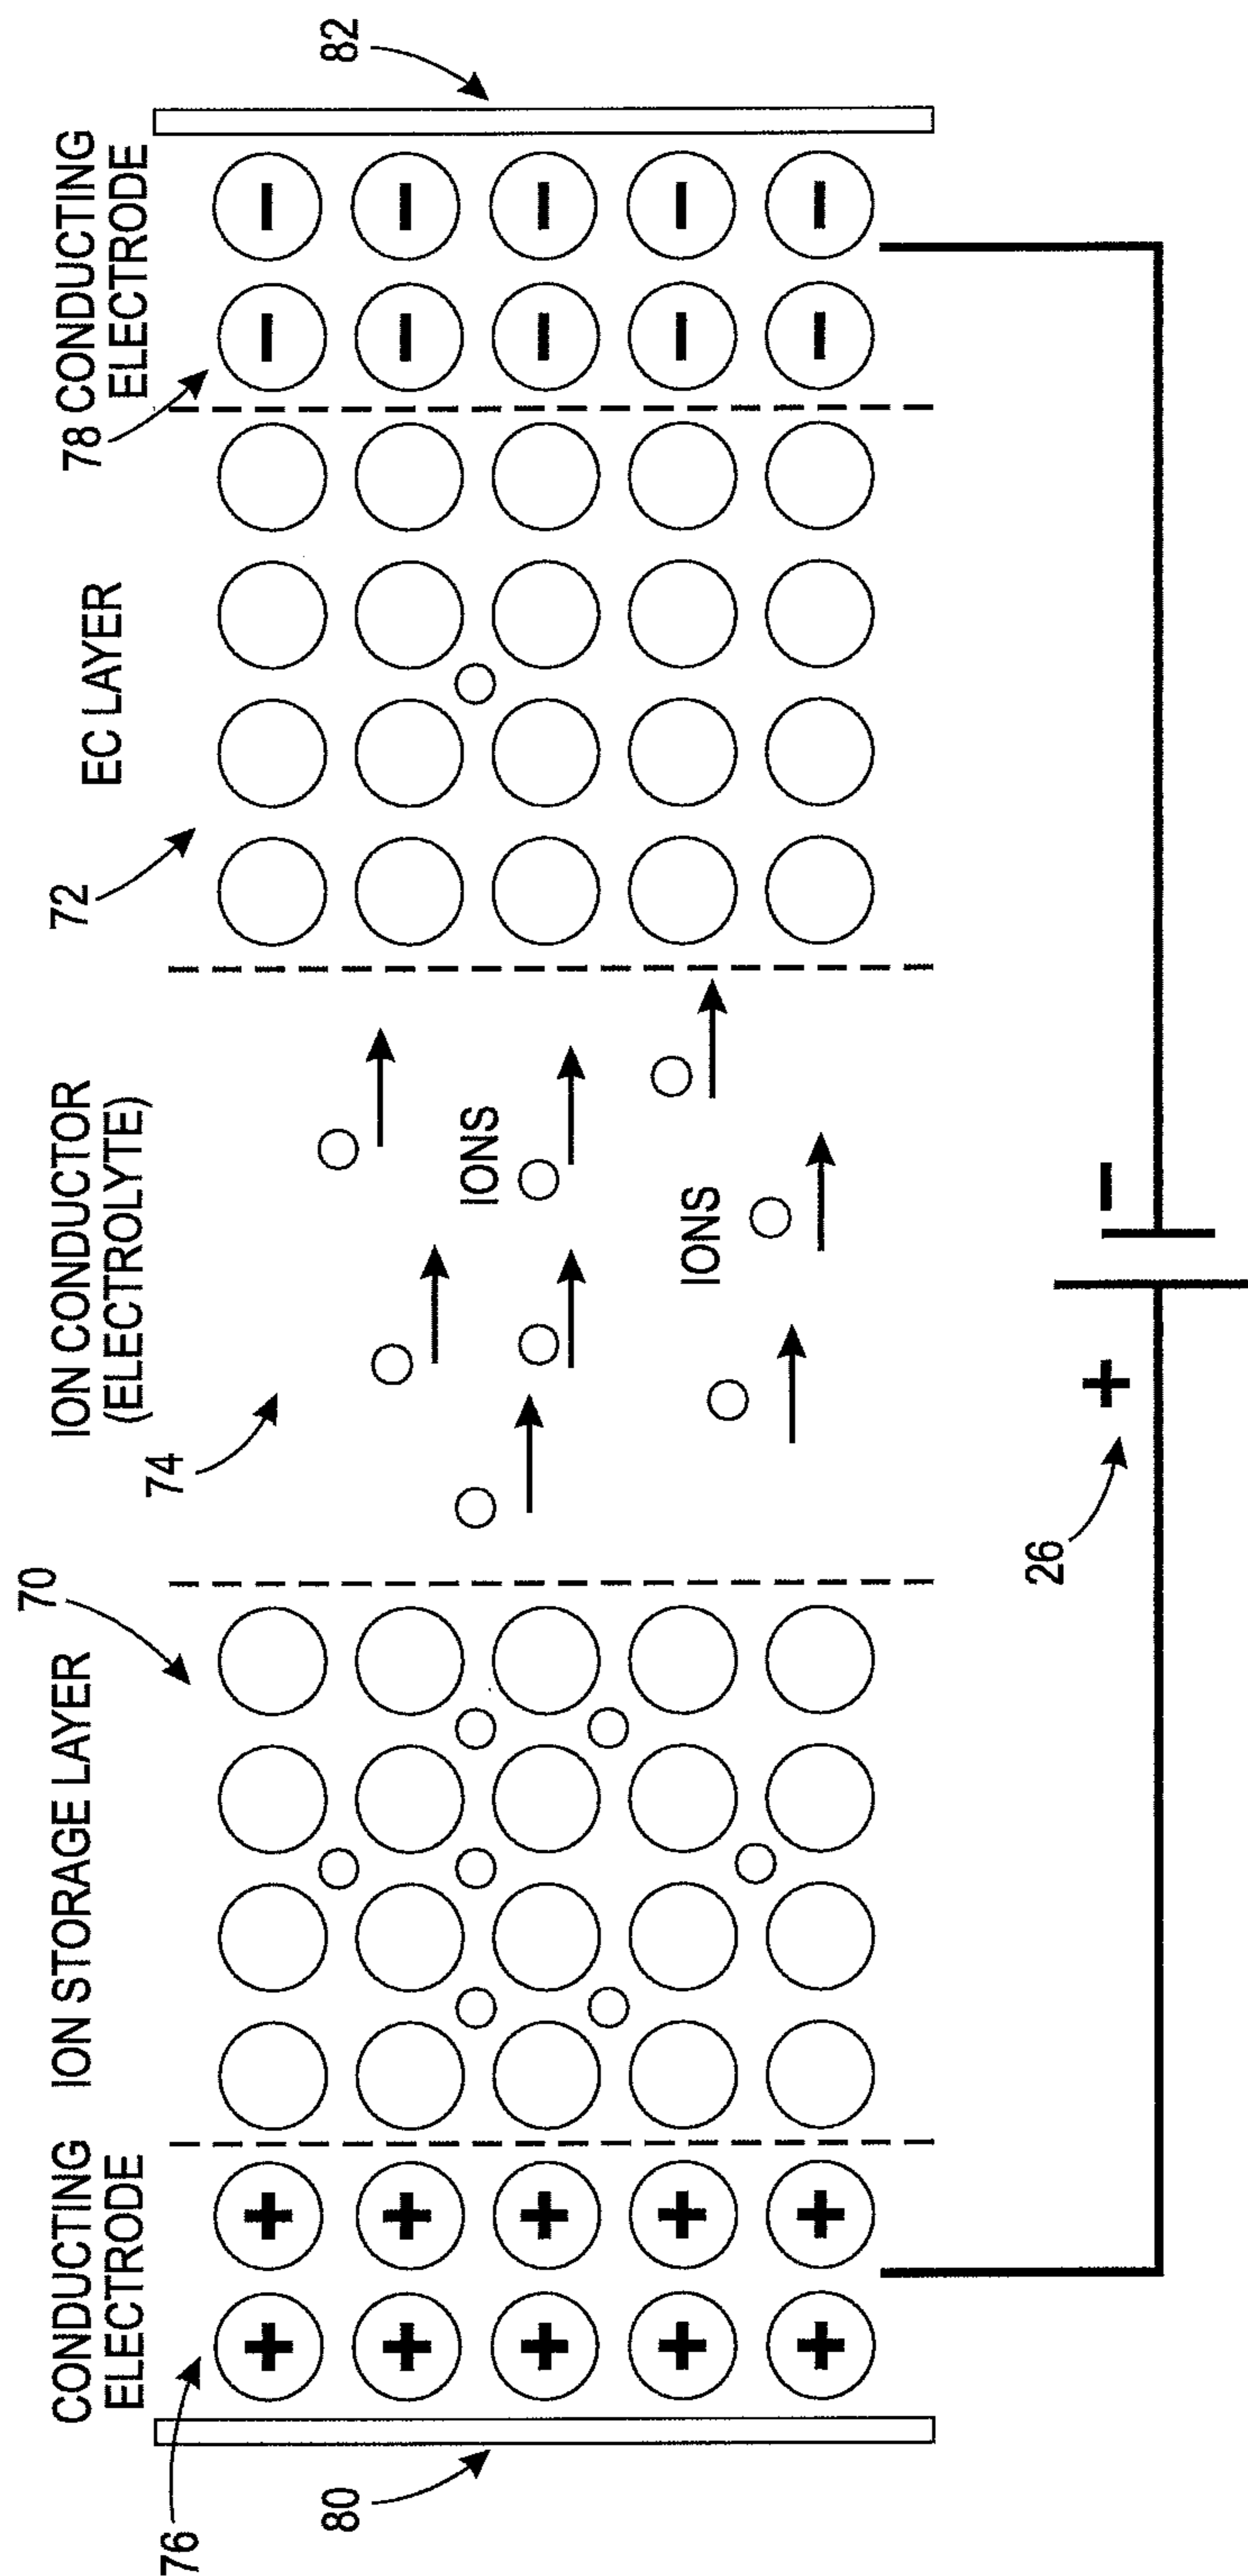 76
CONDUCTING
ELECTRODE
ION STORAGE LAYER
70
ION CONDUCTOR
(ELECTROLYTE)
74
72
EC LAYER
78
CONDUCTING
ELECTRODE
80
82
+ + − −
+ + − −
IONS
+ + − −
IONS
+ + − −
+ + − −
26
+ −